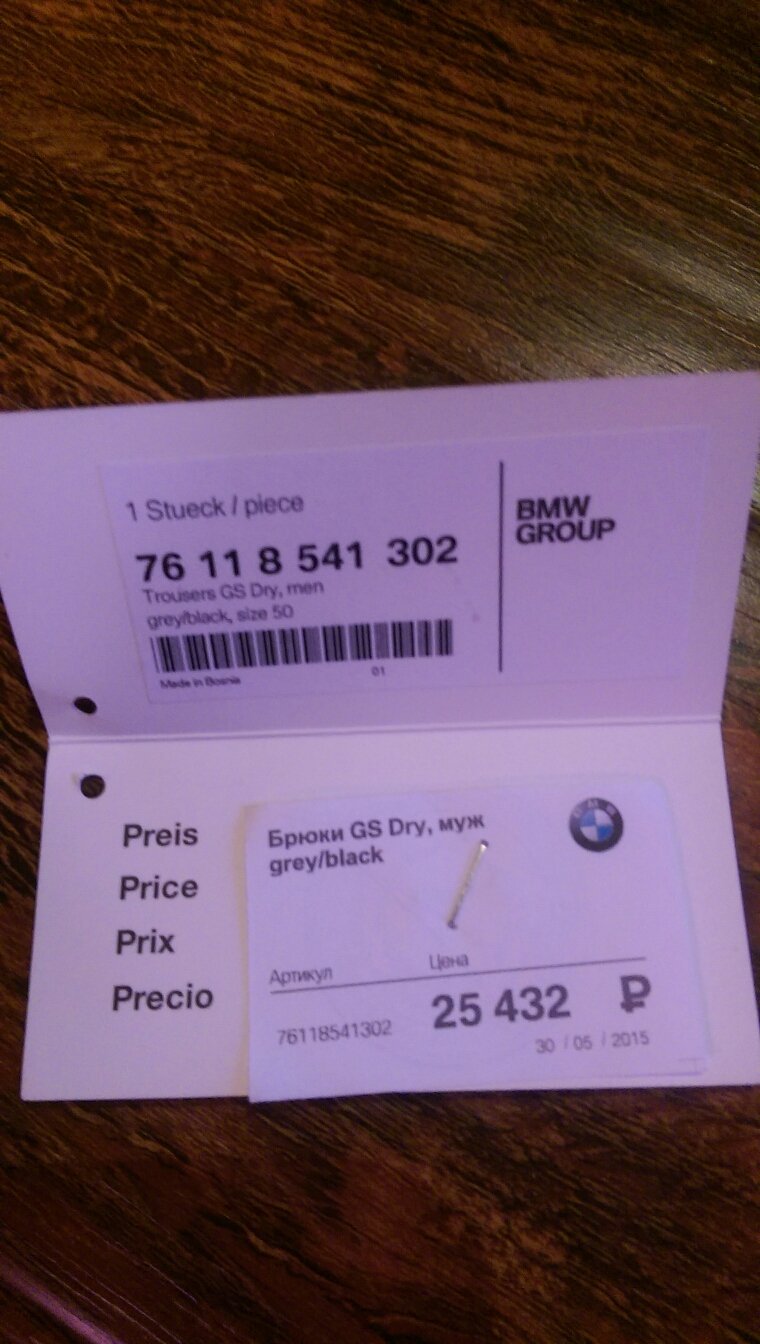 1 Stueck / piece
76 11 8 541 302
Trousers GS Dry, men
grey/black, size 50
Made in Bosnia
01
BMW
GROUP
Preis
Price
Prix
Precio
Брюки GS Dry, муж
grey/black
BMW
Артикул
Цена
76118541302
25 432 ₽
30 / 05 / 2015